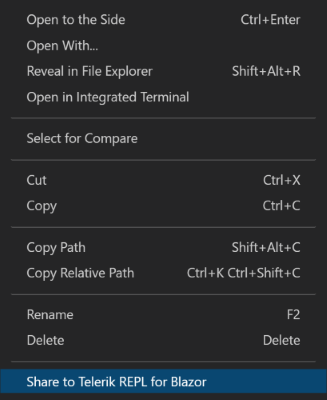 Open to the Side Ctrl+Enter
Open With...
Reveal in File Explorer Shift+Alt+R
Open in Integrated Terminal
Select for Compare
Cut Ctrl+X
Copy Ctrl+C
Copy Path Shift+Alt+C
Copy Relative Path Ctrl+K Ctrl+Shift+C
Rename F2
Delete Delete
Share to Telerik REPL for Blazor